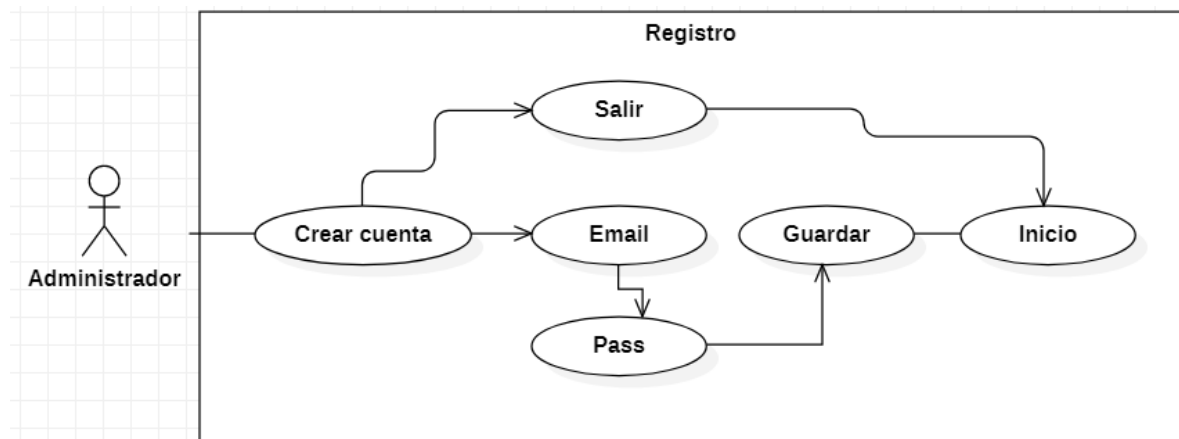 Registro
Salir
Crear cuenta
Email
Guardar
Inicio
Administrador
Pass